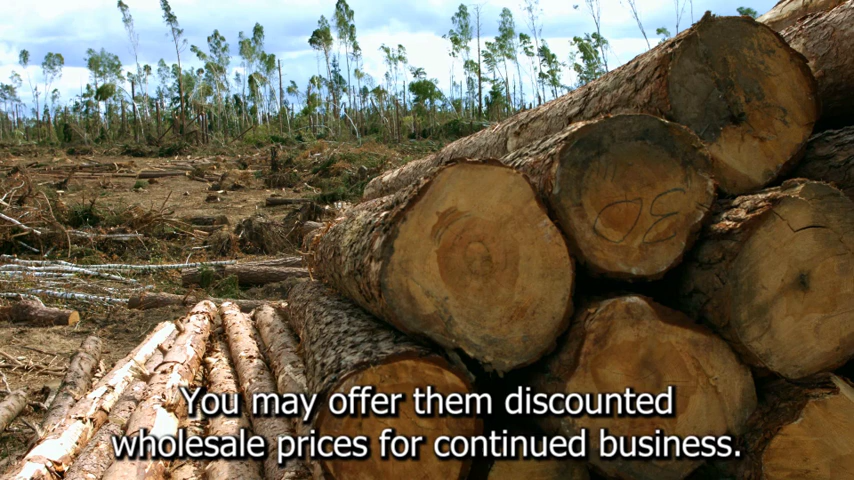 You may offer them discounted
wholesale prices for continued business.